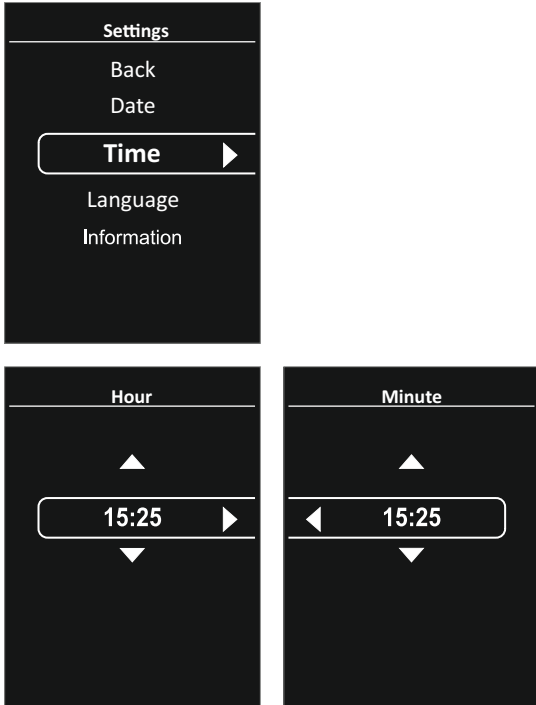 Settings
Back
Date
Time
Language
Information
Hour
15:25
Minute
15:25